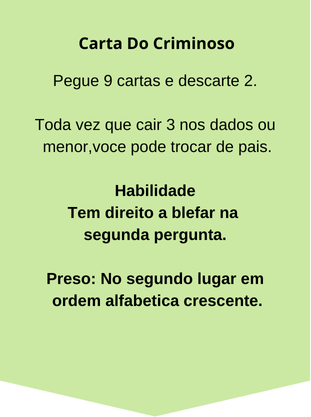 Carta Do Criminoso
Pegue 9 cartas e descarte 2.
Toda vez que cair 3 nos dados ou
menor,voce pode trocar de pais.
Habilidade
Tem direito a blefar na
segunda pergunta.
Preso: No segundo lugar em
ordem alfabetica crescente.